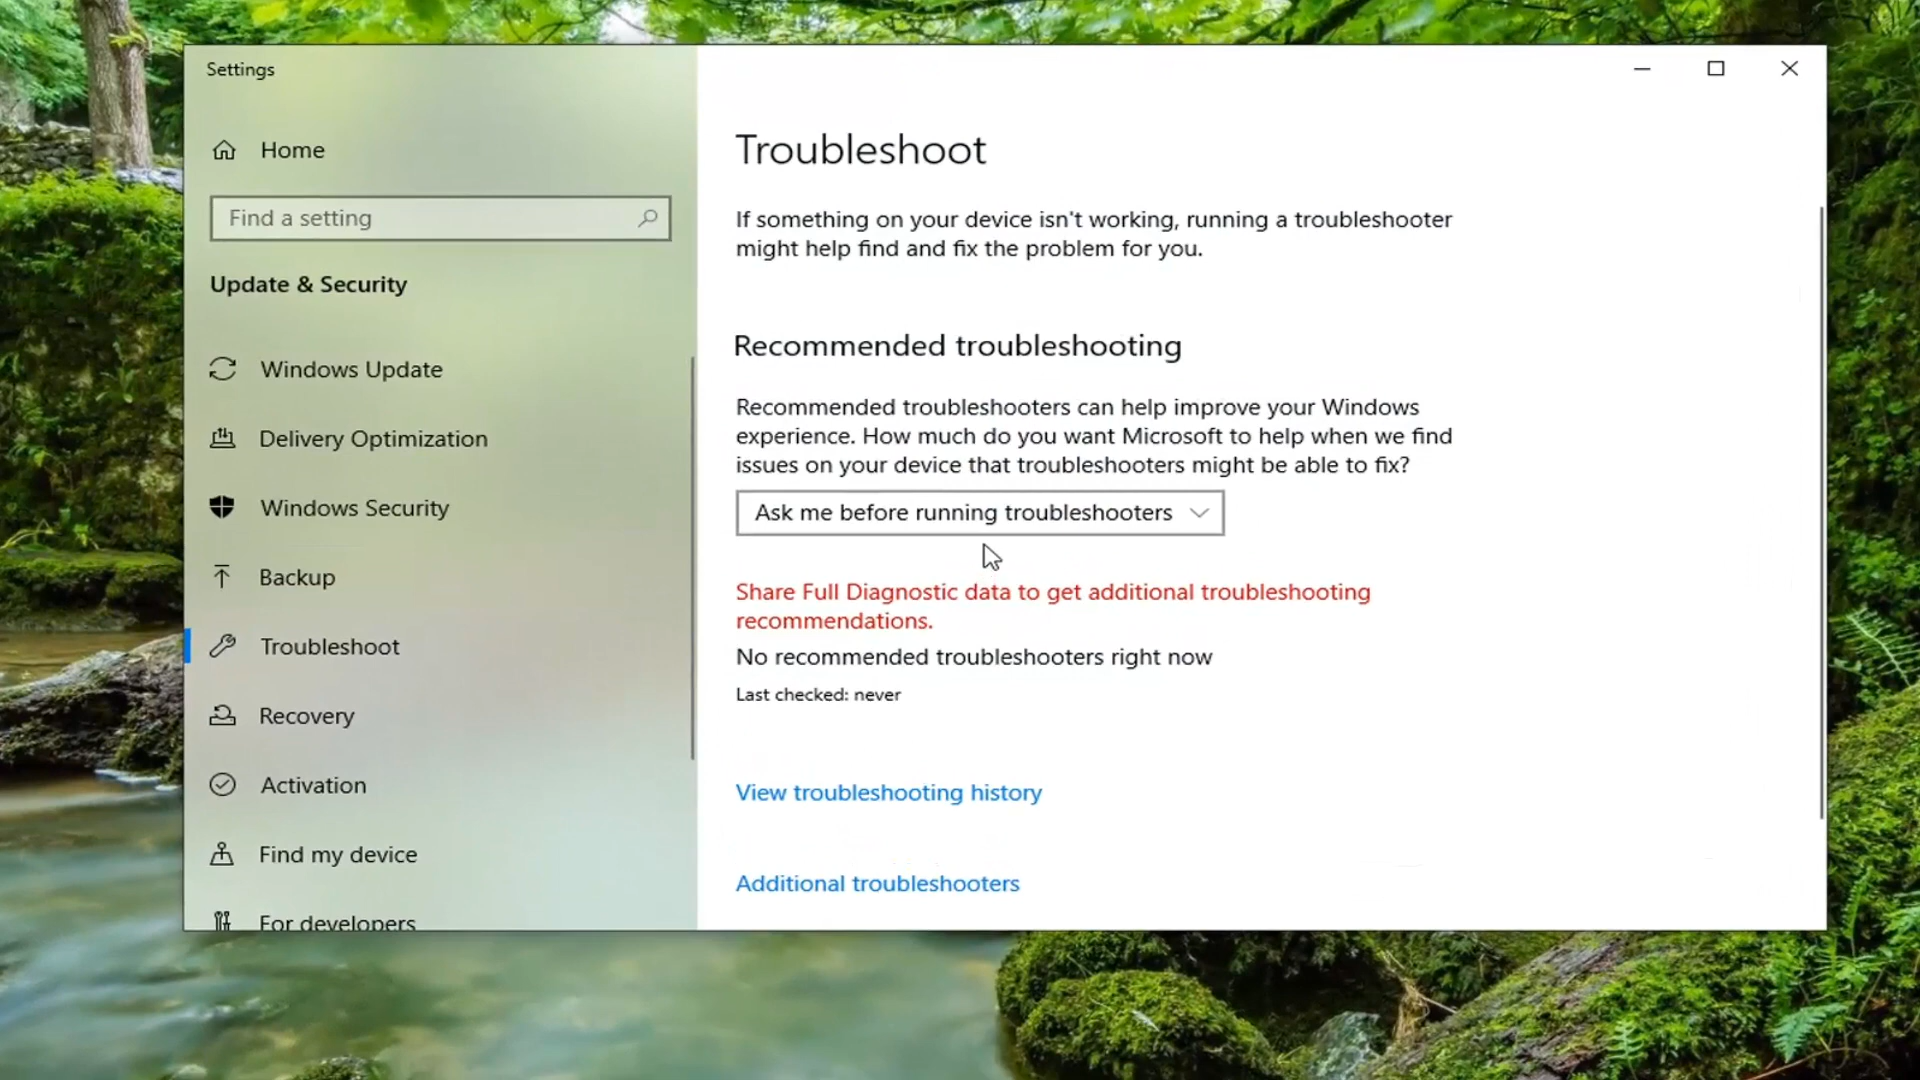 Settings
Home
Find a setting
Update & Security
Windows Update
Delivery Optimization
Windows Security
Backup
Troubleshoot
Recovery
Activation
Find my device
For developers
Troubleshoot
If something on your device isn't working, running a troubleshooter
might help find and fix the problem for you.
Recommended troubleshooting
Recommended troubleshooters can help improve your Windows
experience. How much do you want Microsoft to help when we find
issues on your device that troubleshooters might be able to fix?
Ask me before running troubleshooters
Share Full Diagnostic data to get additional troubleshooting
recommendations.
No recommended troubleshooters right now
Last checked: never
View troubleshooting history
Additional troubleshooters